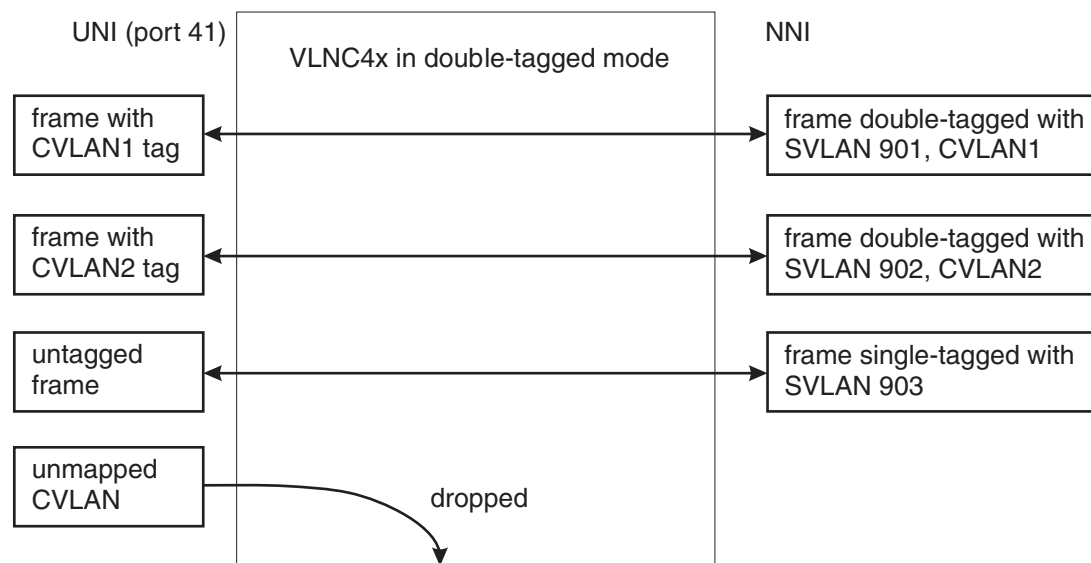 UNI (port 41)
VLNC4x in double-tagged mode
NNI
frame with
CVLAN1 tag
frame double-tagged with
SVLAN 901, CVLAN1
frame with
CVLAN2 tag
frame double-tagged with
SVLAN 902, CVLAN2
untagged
frame
frame single-tagged with
SVLAN 903
unmapped
CVLAN
dropped